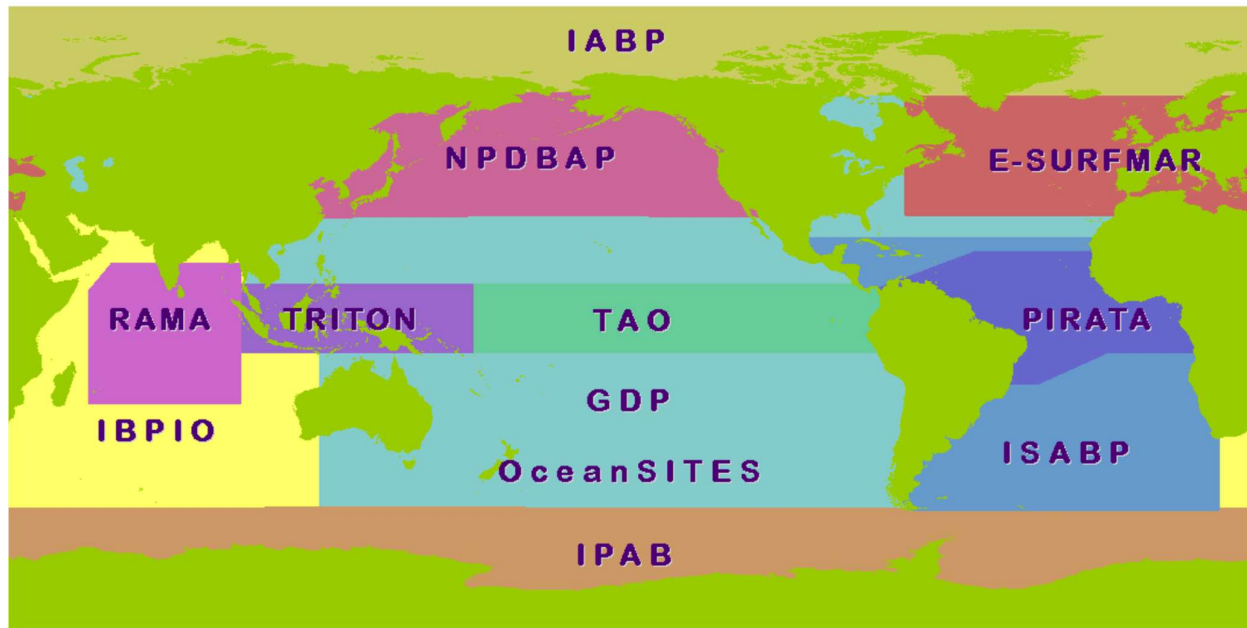 IABP
NPDBAP
E-SURFMAR
RAMA
TRITON
TAO
PIRATA
GDP
IBPIO
ISABP
OceanSITES
IPAB